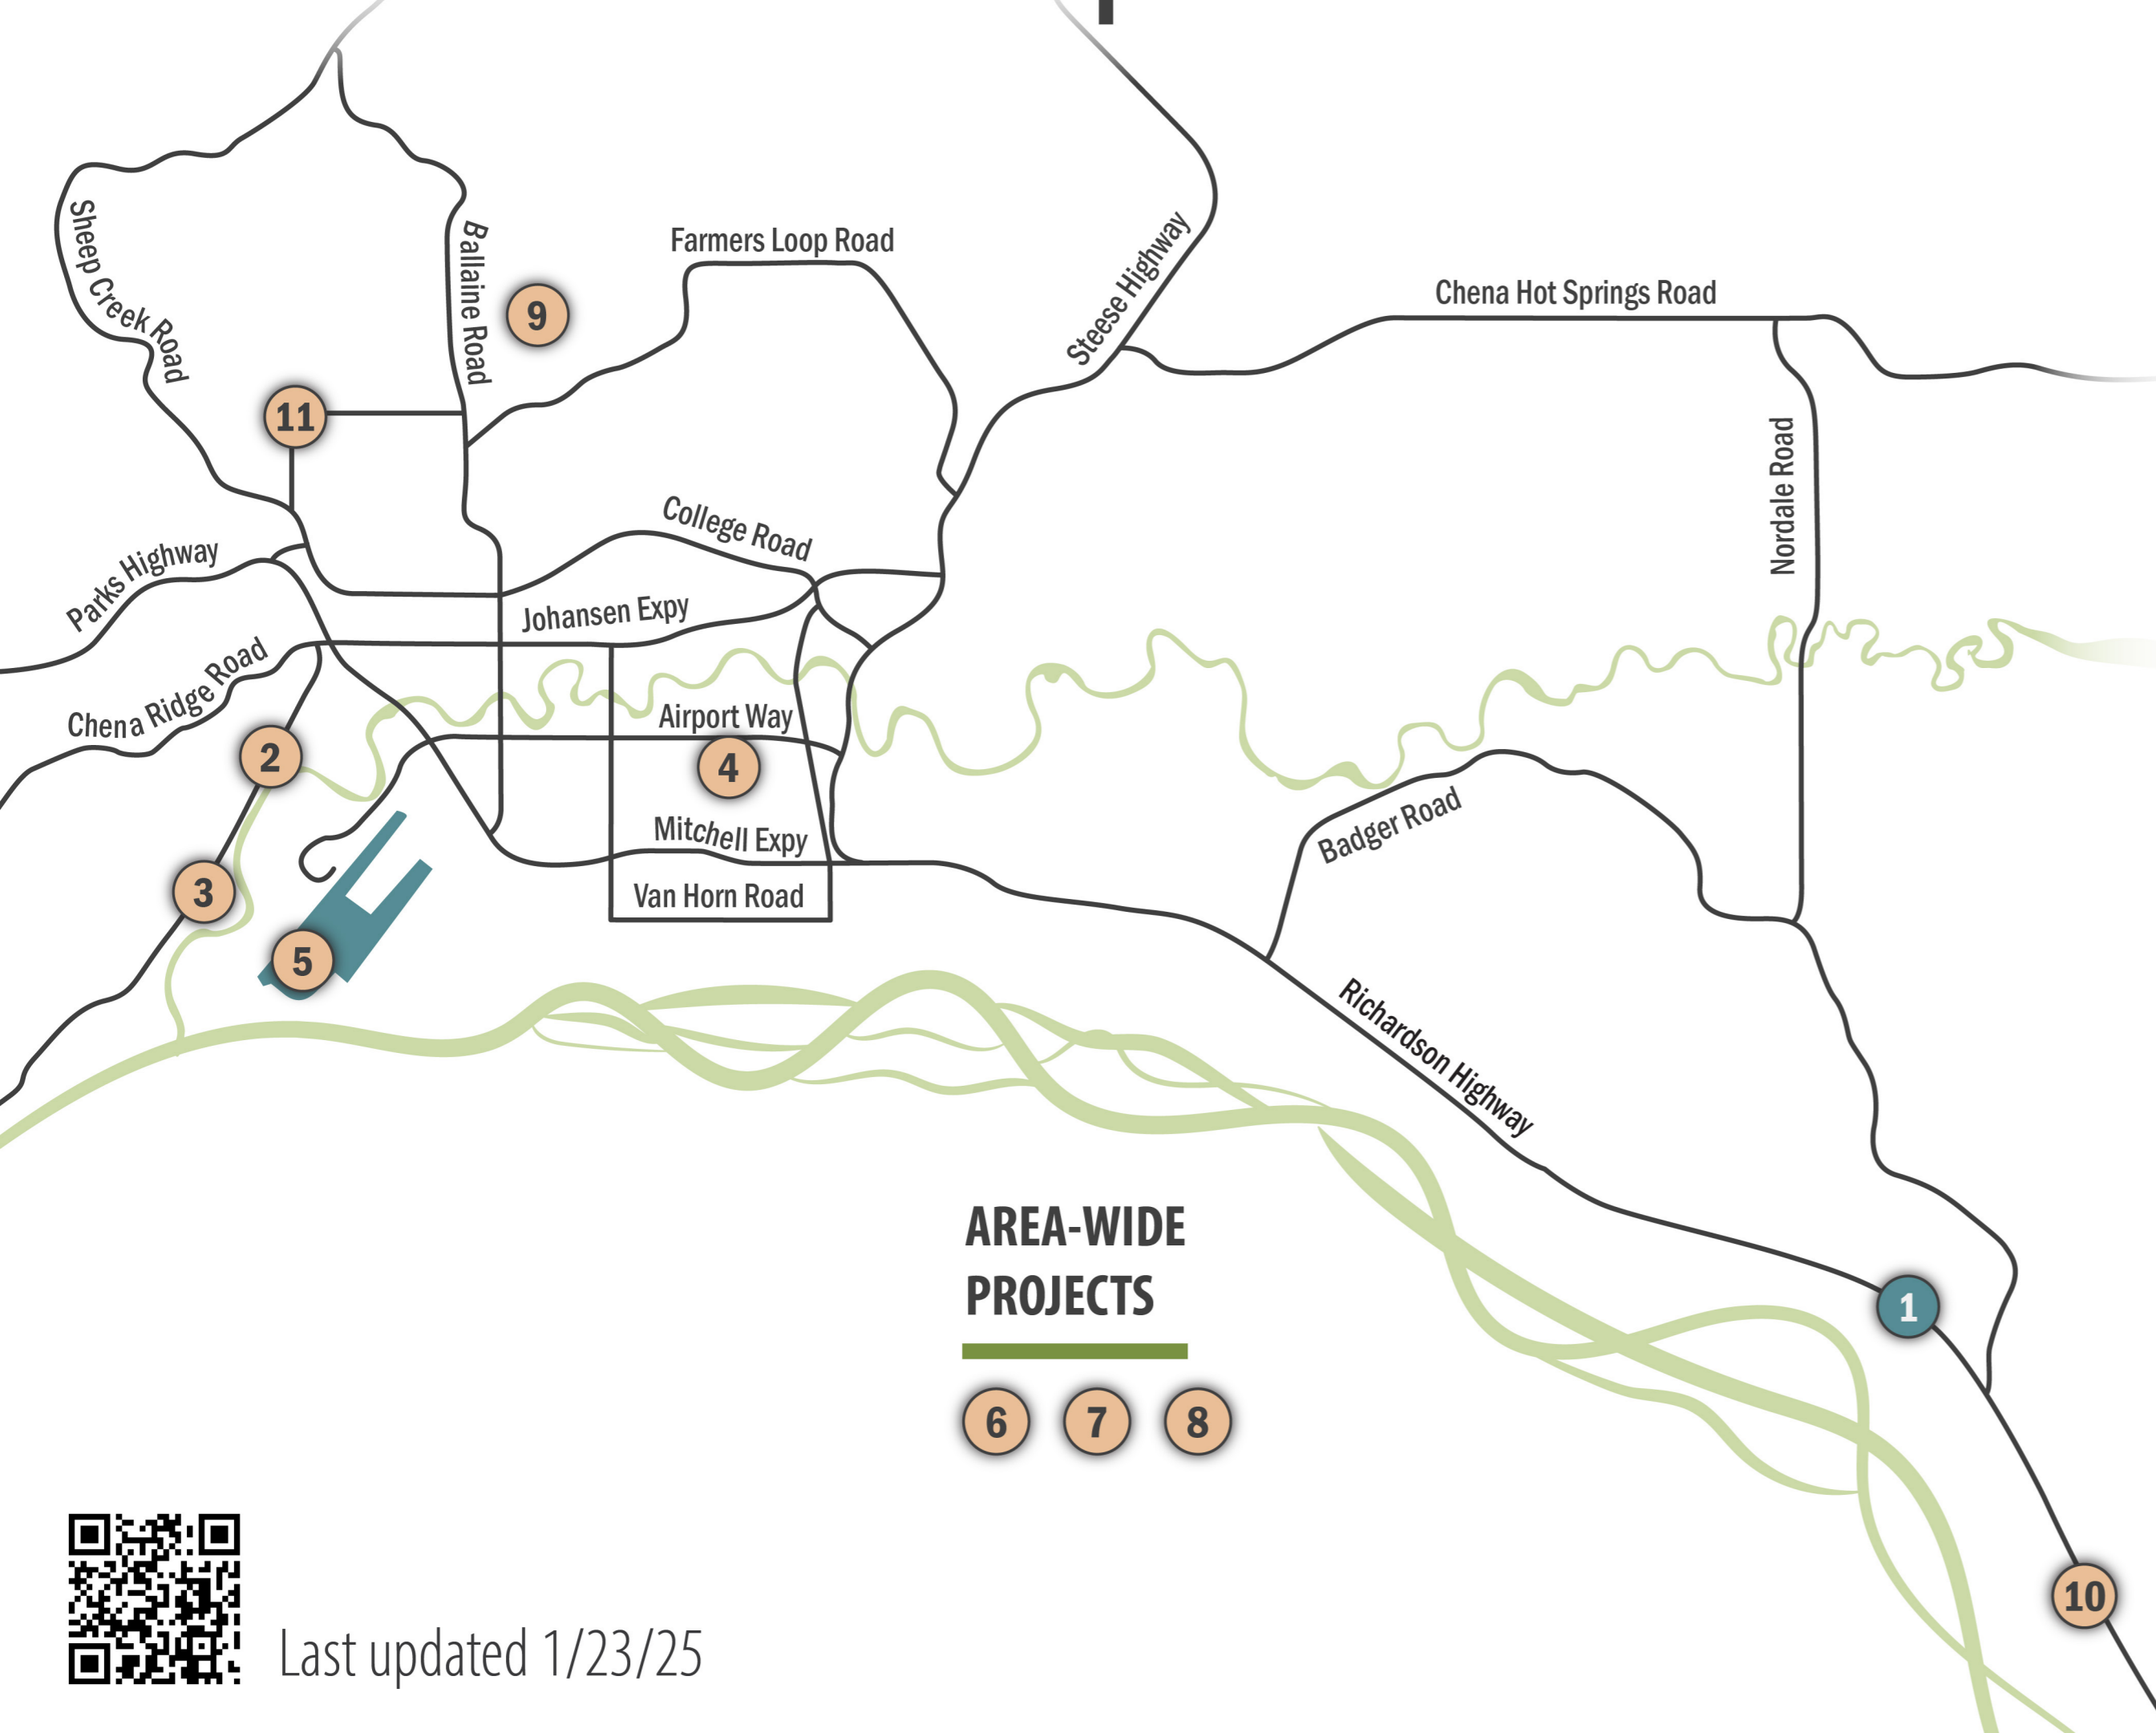 Sheep Creek Road
Ballaine Road
9
Farmers Loop Road
Steese Highway
Chena Hot Springs Road
11
Nordale Road
College Road
Parks Highway
Johansen Expy
Chena Ridge Road
2
Airport Way
4
Mitchell Expy
Badger Road
3
Van Horn Road
5
Richardson Highway
AREA-WIDE
PROJECTS
1
6 7 8
10
Last updated 1/23/25